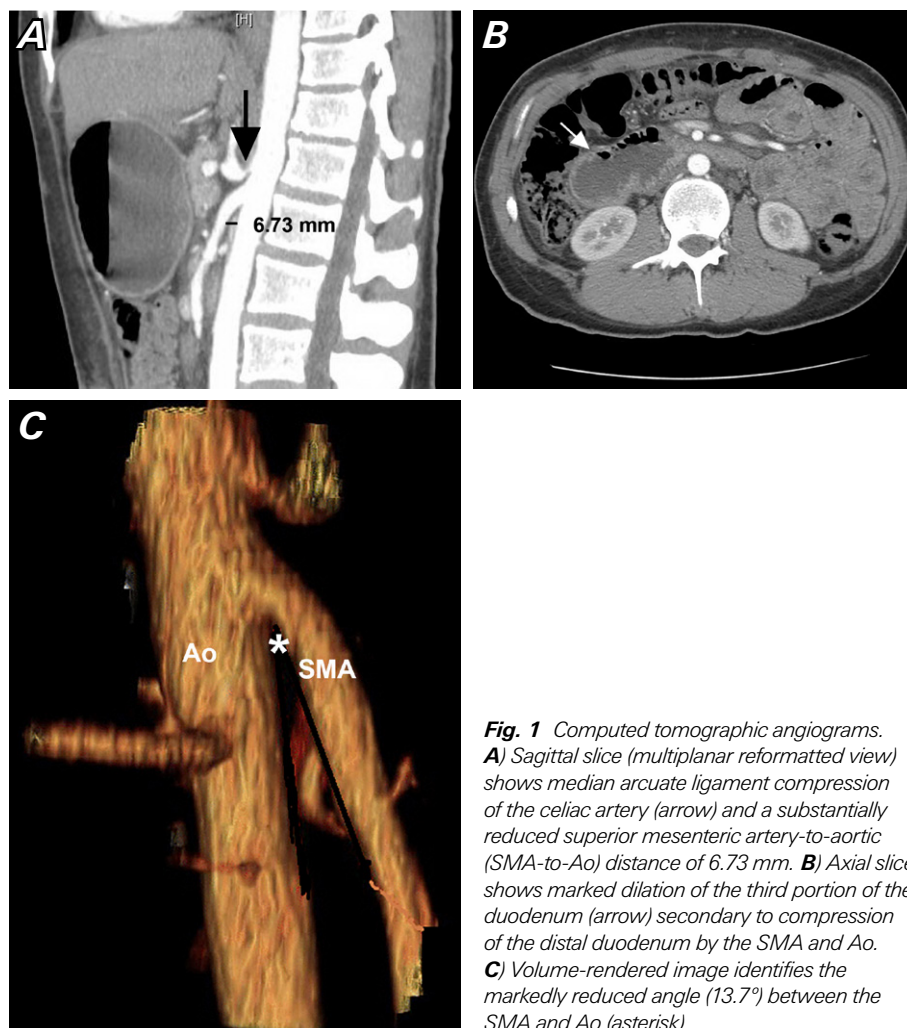 A
[H]
6.73 mm
B
C
Ao
*
SMA
Fig. 1 Computed tomographic angiograms.
A) Sagittal slice (multiplanar reformatted view)
shows median arcuate ligament compression
of the celiac artery (arrow) and a substantially
reduced superior mesenteric artery-to-aortic
(SMA-to-Ao) distance of 6.73 mm. B) Axial slice
shows marked dilation of the third portion of the
duodenum (arrow) secondary to compression
of the distal duodenum by the SMA and Ao.
C) Volume-rendered image identifies the
markedly reduced angle (13.7°) between the
SMA and Ao (asterisk)